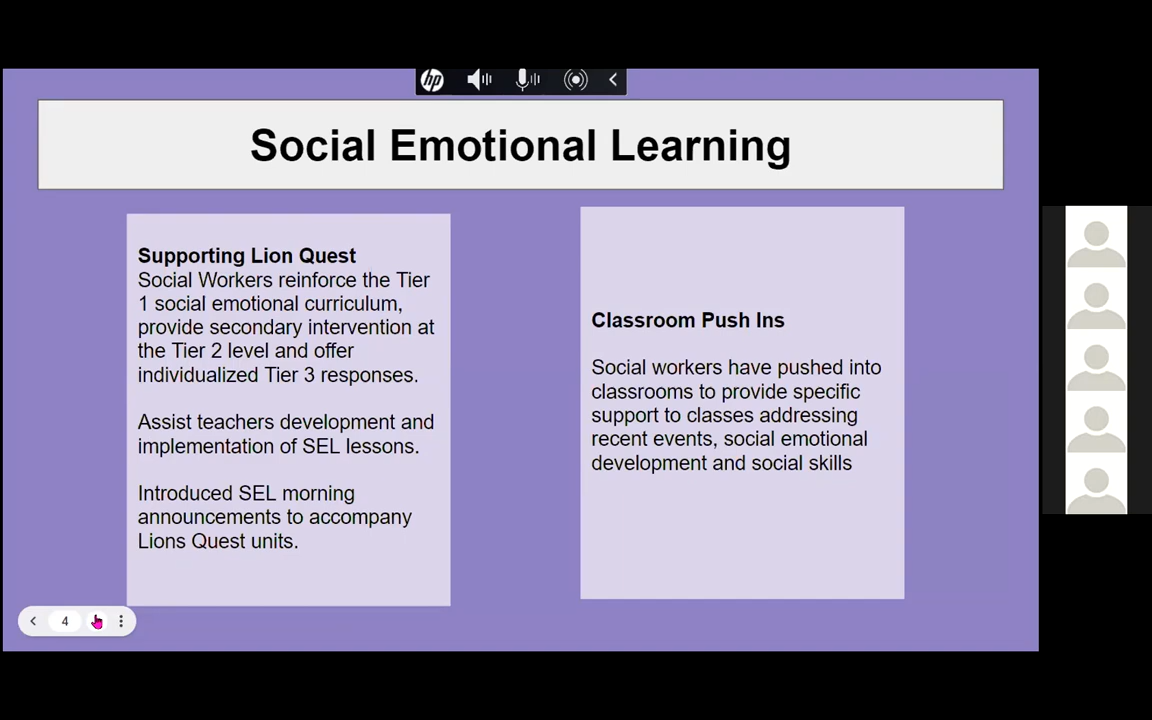 hp
Social Emotional Learning
Supporting Lion Quest
Social Workers reinforce the Tier
1 social emotional curriculum,
provide secondary intervention at
the Tier 2 level and offer
individualized Tier 3 responses.
Assist teachers development and
implementation of SEL lessons.
Introduced SEL morning
announcements to accompany
Lions Quest units.
Classroom Push Ins
Social workers have pushed into
classrooms to provide specific
support to classes addressing
recent events, social emotional
development and social skills
4